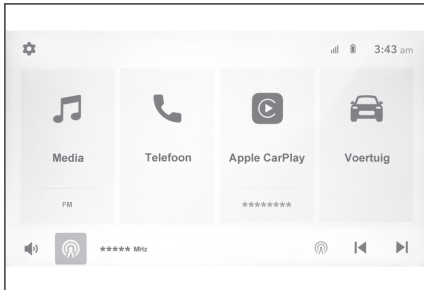 3:43 am
Media
Telefoon
Apple CarPlay
Voertuig
FM
********
***** MHz